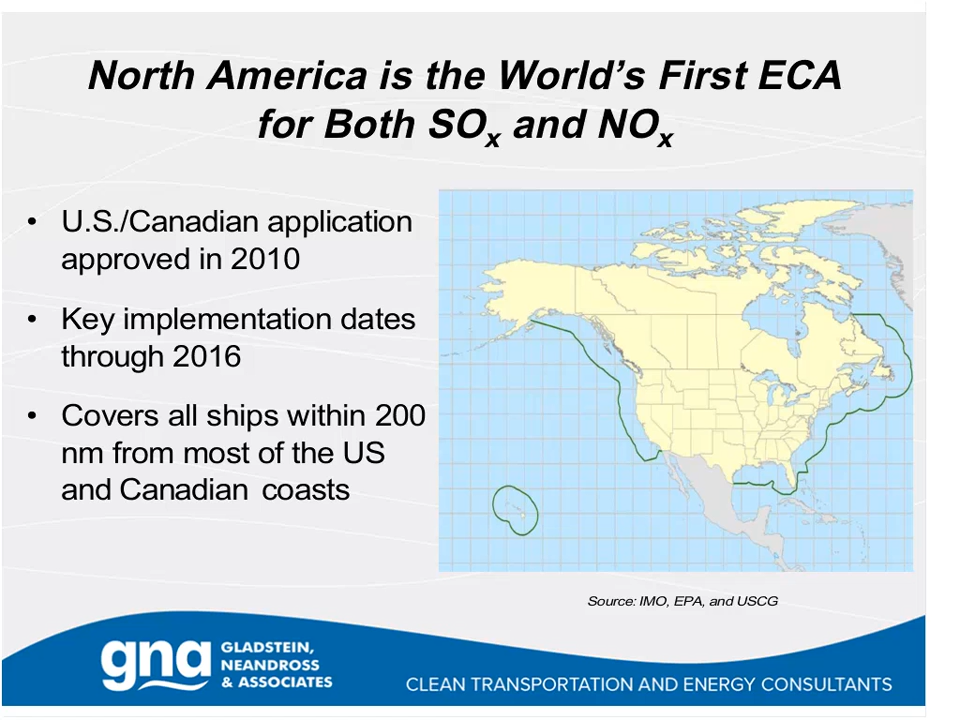 North America is the World’s First ECA
for Both SOx and NOx
• U.S./Canadian application
approved in 2010
• Key implementation dates
through 2016
• Covers all ships within 200
nm from most of the US
and Canadian coasts
Source: IMO, EPA, and USCG
gna
GLADSTEIN,
NEANDROSS
& ASSOCIATES
CLEAN TRANSPORTATION AND ENERGY CONSULTANTS